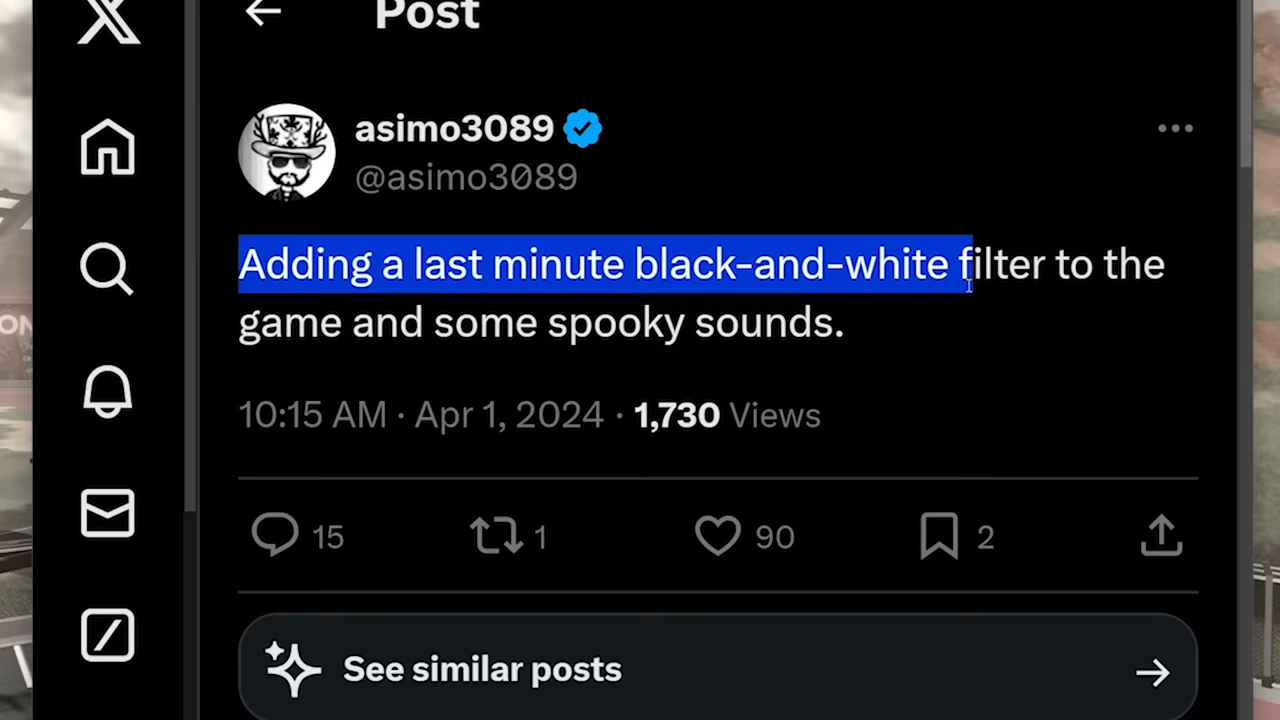 Post
asimo3089
@asimo3089
Adding a last minute black-and-white filter to the
game and some spooky sounds.
10:15 AM · Apr 1, 2024 · 1,730 Views
15 1 90 2
See similar posts